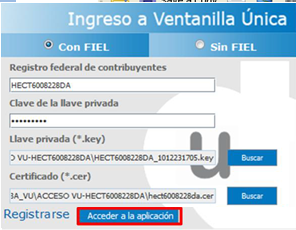 Ingreso a Ventanilla Única
Con FIEL Sin FIEL
Registro federal de contribuyentes
HECT6008228DA
Clave de la llave privada
•••••••••
Llave privada (*.key)
O VU-HECT6008228DA\HECT6008228DA_1012231705.key Buscar
Certificado (*.cer)
BA_VU\ACCESO VU-HECT6008228DA\hect6008228da.cer Buscar
Registrarse Acceder a la aplicación